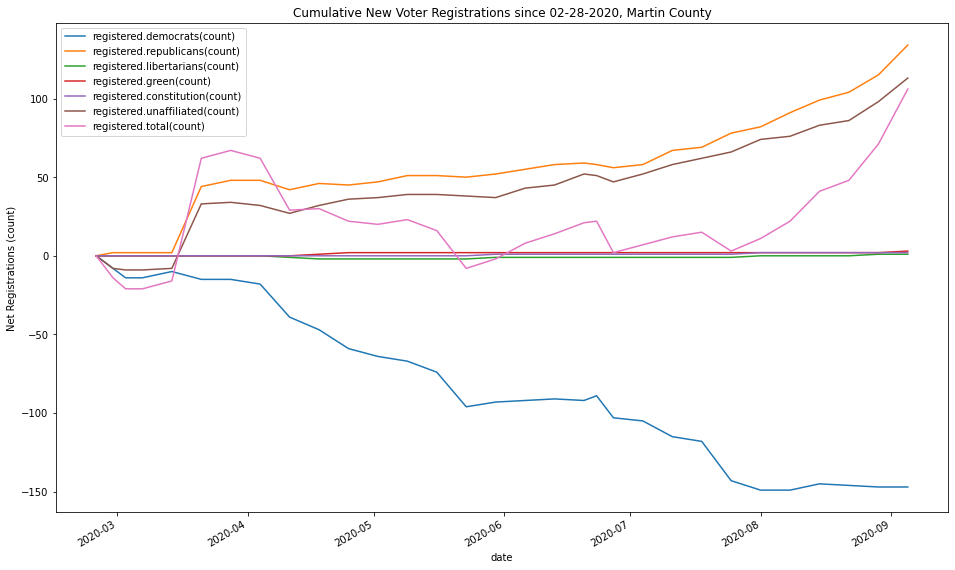 Cumulative New Voter Registrations since 02-28-2020, Martin County
registered.democrats(count)
registered.republicans(count)
registered.libertarians(count)
registered.green(count)
registered.constitution(count)
registered.unaffiliated(count)
registered.total(count)
Net Registrations (count)
100
50
0
−50
−100
−150
2020-03
2020-04
2020-05
2020-06
2020-07
2020-08
2020-09
date